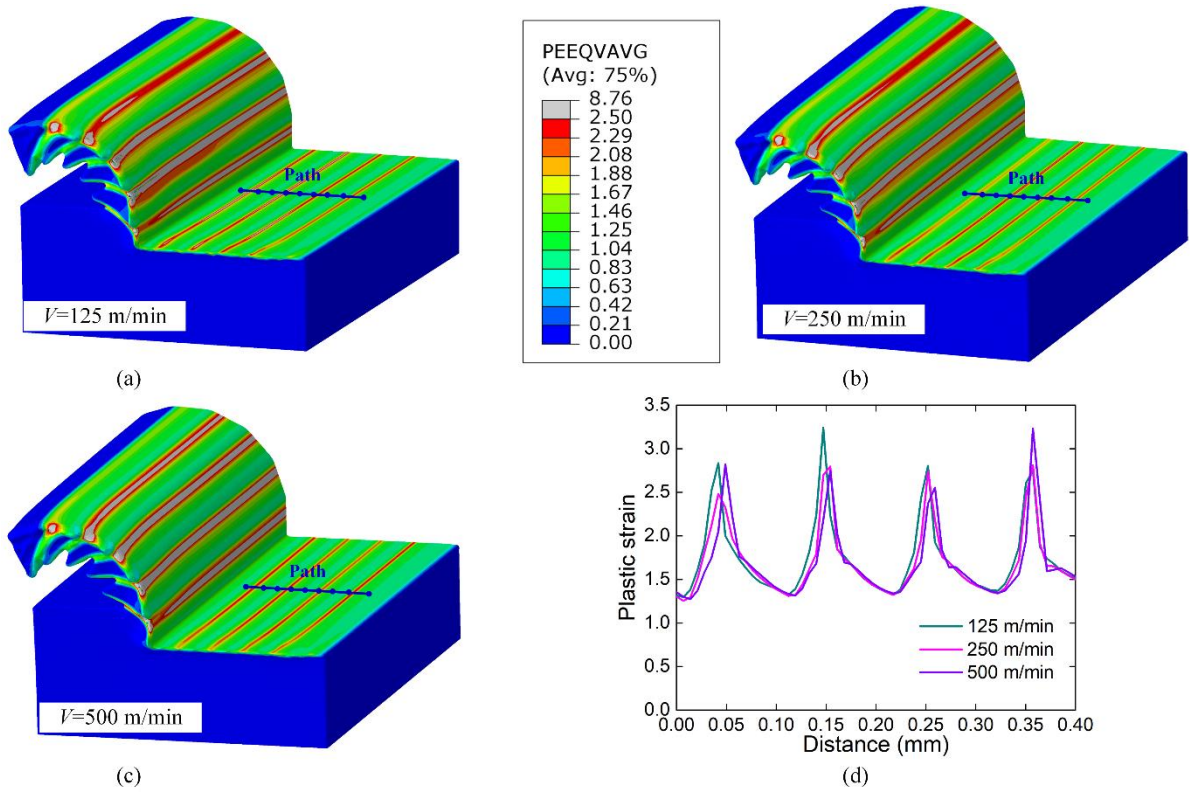 Path
V=125 m/min
(a)
PEEQVAVG
(Avg: 75%)
8.76
2.50
2.29
2.08
1.88
1.67
1.46
1.25
1.04
0.83
0.63
0.42
0.21
0.00
Path
V=250 m/min
(b)
Path
V=500 m/min
(c)
3.5
3.0
2.5
2.0
1.5
1.0
0.5
0.0
Plastic strain
125 m/min
250 m/min
500 m/min
0.00 0.05 0.10 0.15 0.20 0.25 0.30 0.35 0.40
Distance (mm)
(d)